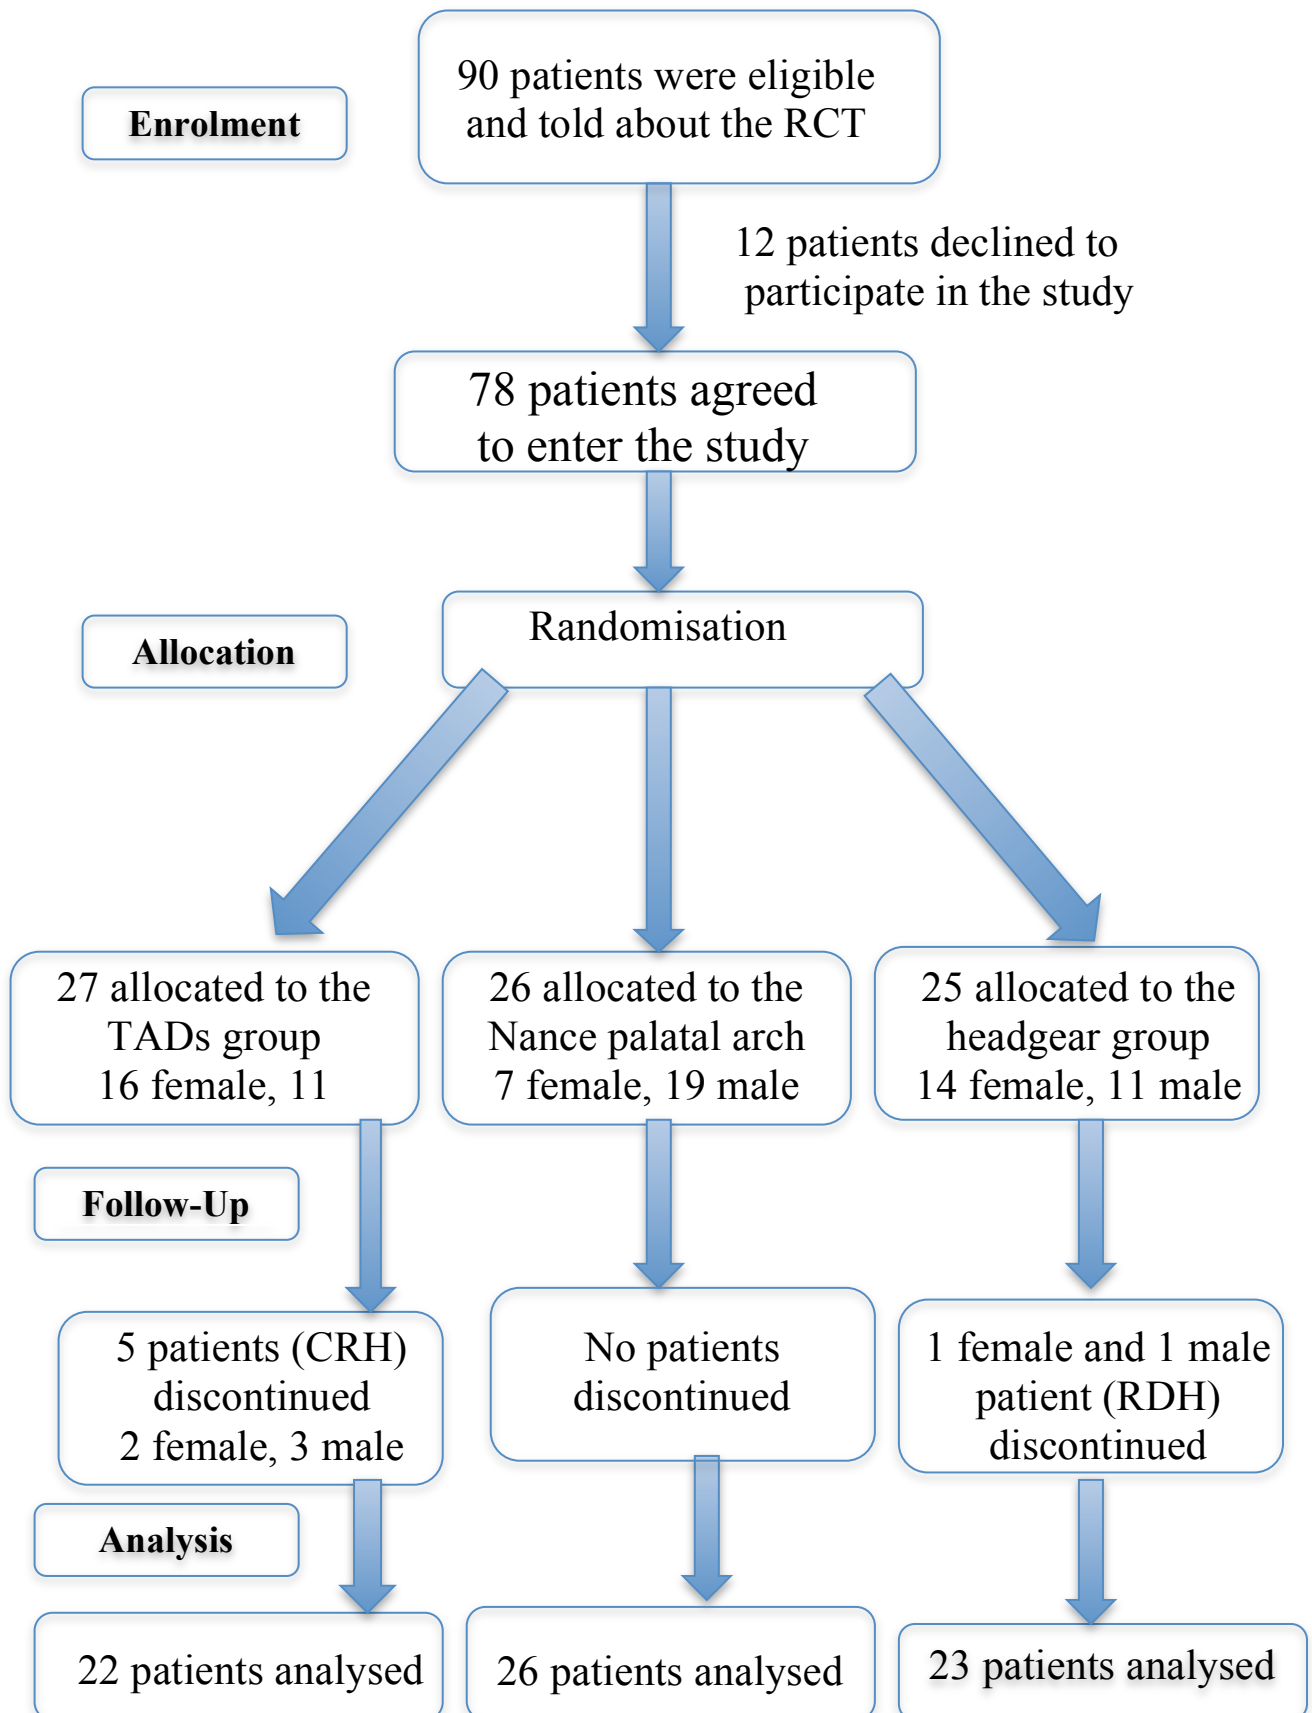 90 patients were eligible
and told about the RCT
Enrolment
12 patients declined to
participate in the study
78 patients agreed
to enter the study
Randomisation
Allocation
27 allocated to the
TADs group
16 female, 11
26 allocated to the
Nance palatal arch
7 female, 19 male
25 allocated to the
headgear group
14 female, 11 male
Follow-Up
5 patients (CRH)
discontinued
2 female, 3 male
No patients
discontinued
1 female and 1 male
patient (RDH)
discontinued
Analysis
22 patients analysed
26 patients analysed
23 patients analysed